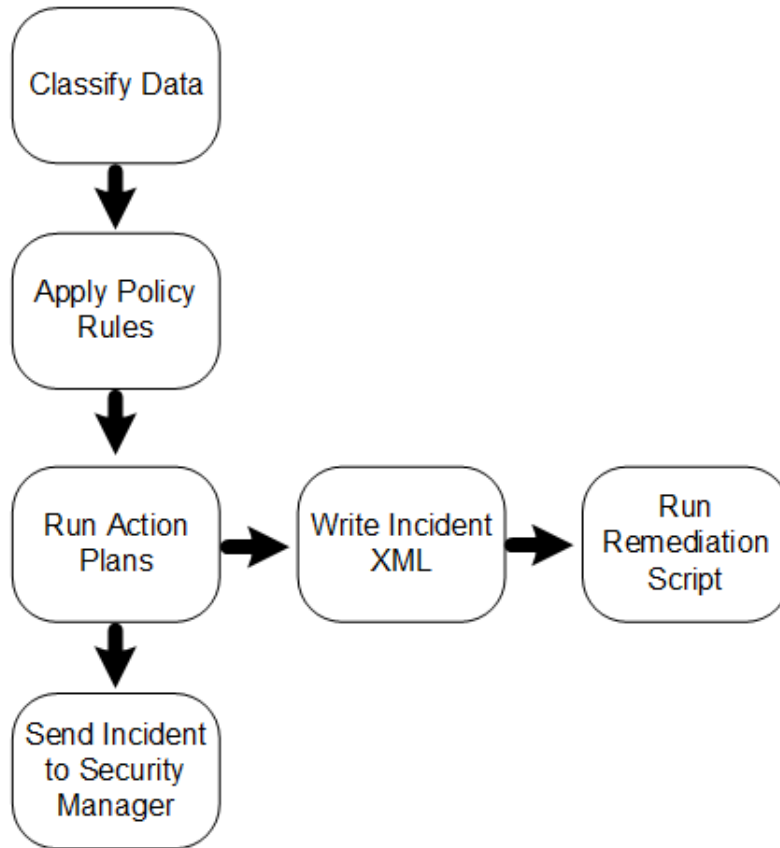 Classify Data
Apply Policy
Rules
Run Action
Plans
Write Incident
XML
Run
Remediation
Script
Send Incident
to Security
Manager